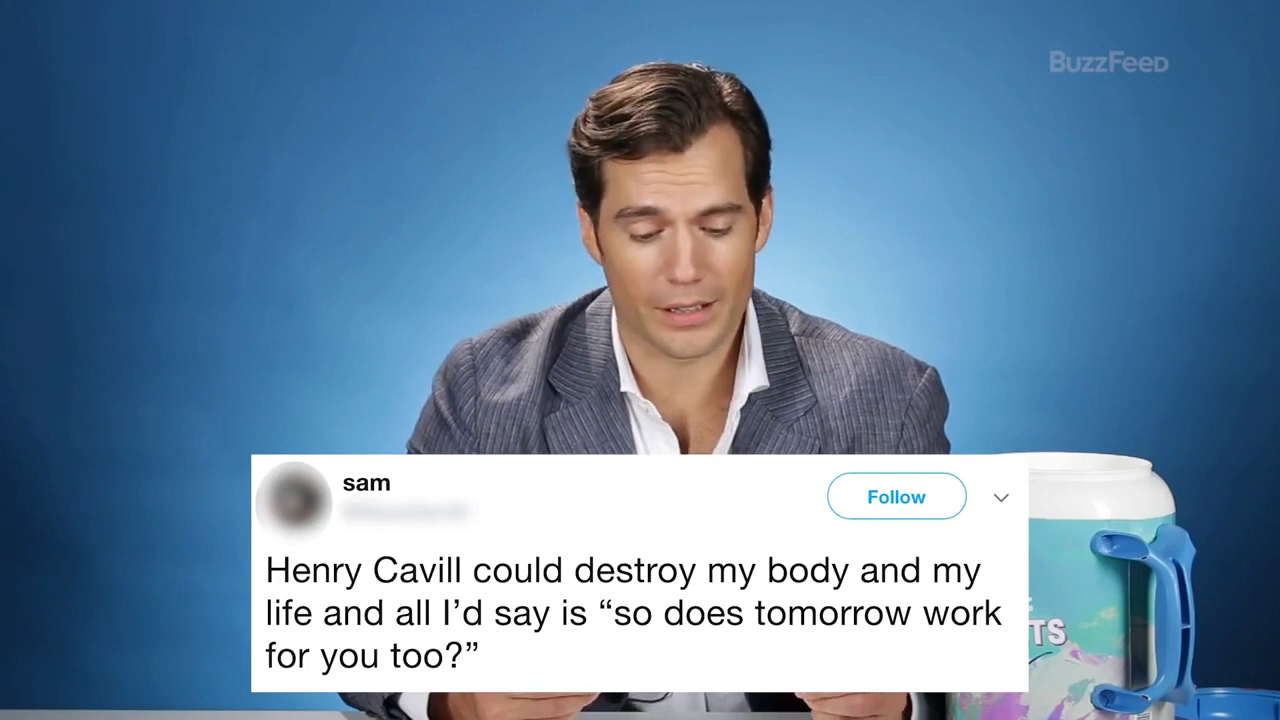 BuzzFeed
sam
Follow
Henry Cavill could destroy my body and my
life and all I’d say is “so does tomorrow work
for you too?”
TS